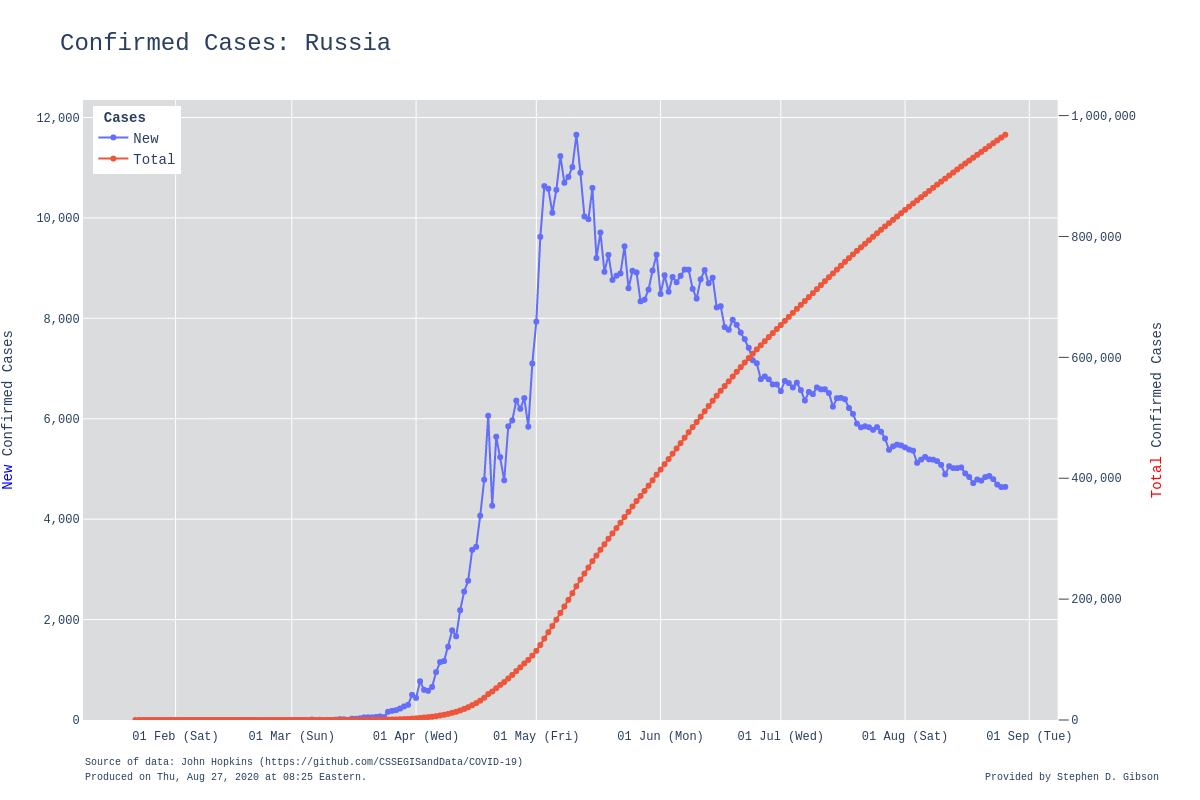 Confirmed Cases: Russia
Cases
New
Total
12,000
10,000
8,000
6,000
4,000
2,000
0
1,000,000
800,000
600,000
400,000
200,000
0
New Confirmed Cases
Total Confirmed Cases
01 Feb (Sat) 01 Mar (Sun) 01 Apr (Wed) 01 May (Fri) 01 Jun (Mon) 01 Jul (Wed) 01 Aug (Sat) 01 Sep (Tue)
Source of data: John Hopkins (https://github.com/CSSEGISandData/COVID-19)
Produced on Thu, Aug 27, 2020 at 08:25 Eastern.
Provided by Stephen D. Gibson